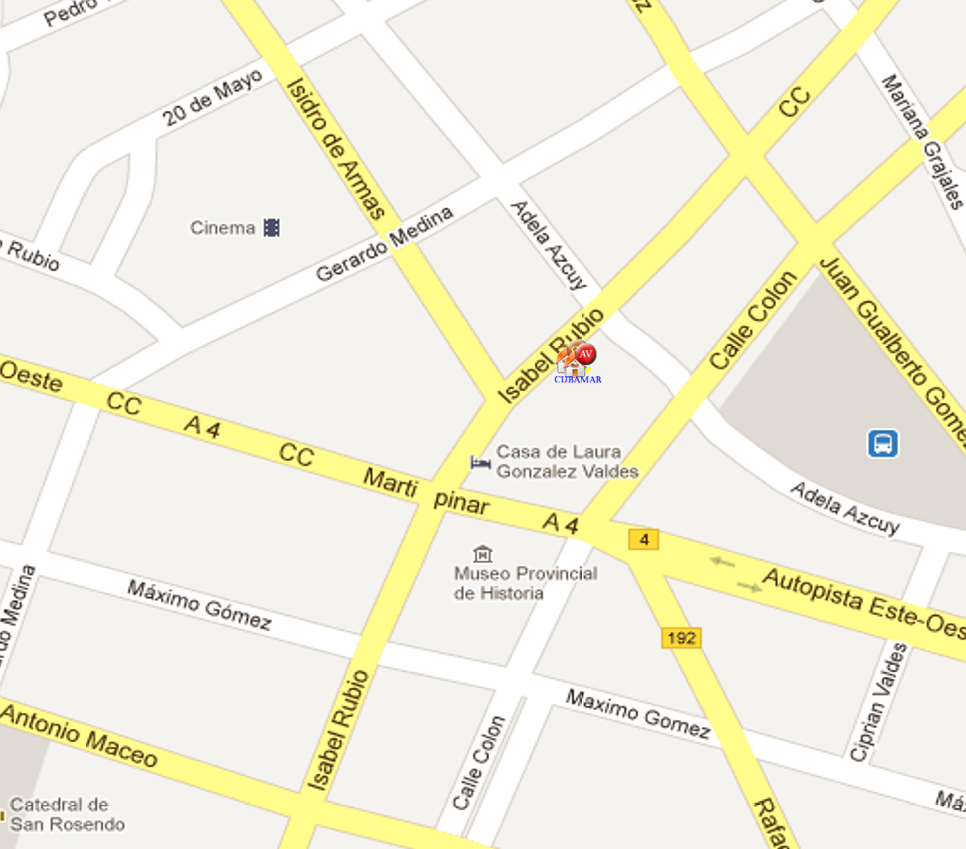 Pedro
20 de Mayo
Isidro de Armas
CC
Mariana Grajales
Cinema
Gerardo Medina
Adela Azcuy
Rubio
Juan Gualberto Gomez
Calle Colon
Isabel Rubio
AV
CUBAMAR
Oeste
CC
A 4
CC
Marti
pinar
A 4
Casa de Laura
Gonzalez Valdes
Adela Azcuy
4
Autopista Este-Oes
Museo Provincial
de Historia
Máximo Gómez
Medina
192
Ciprian Valdes
Maximo Gomez
Isabel Rubio
Calle Colon
Antonio Maceo
Catedral de
San Rosendo